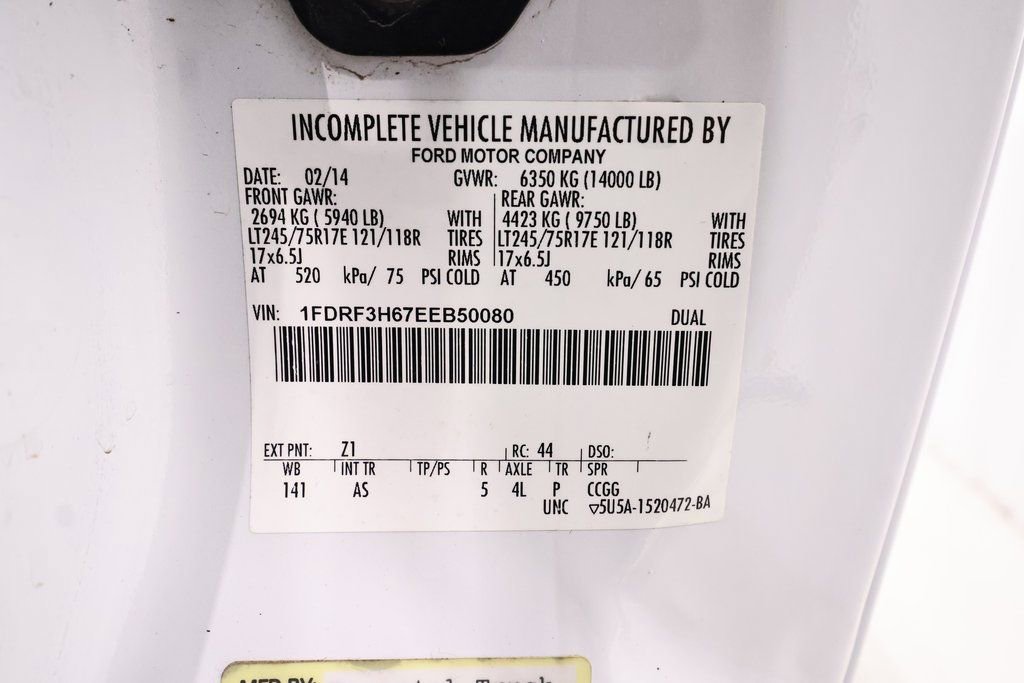 INCOMPLETE VEHICLE MANUFACTURED BY
FORD MOTOR COMPANY
DATE: 02/14 GVWR: 6350 KG (14000 LB)
FRONT GAWR: REAR GAWR:
2694 KG ( 5940 LB) WITH 4423 KG ( 9750 LB) WITH
LT245/75R17E 121/118R TIRES LT245/75R17E 121/118R TIRES
17x6.5J RIMS 17x6.5J RIMS
AT 520 kPa/ 75 PSI COLD AT 450 kPa/ 65 PSI COLD
VIN: 1FDRF3H67EEB50080 DUAL
EXT PNT: Z1 RC: 44 DSO:
WB INT TR TP/PS R AXLE TR SPR
141 AS 5 4L P CCGG
UNC ▽5U5A-1520472-BA
MFD BY: